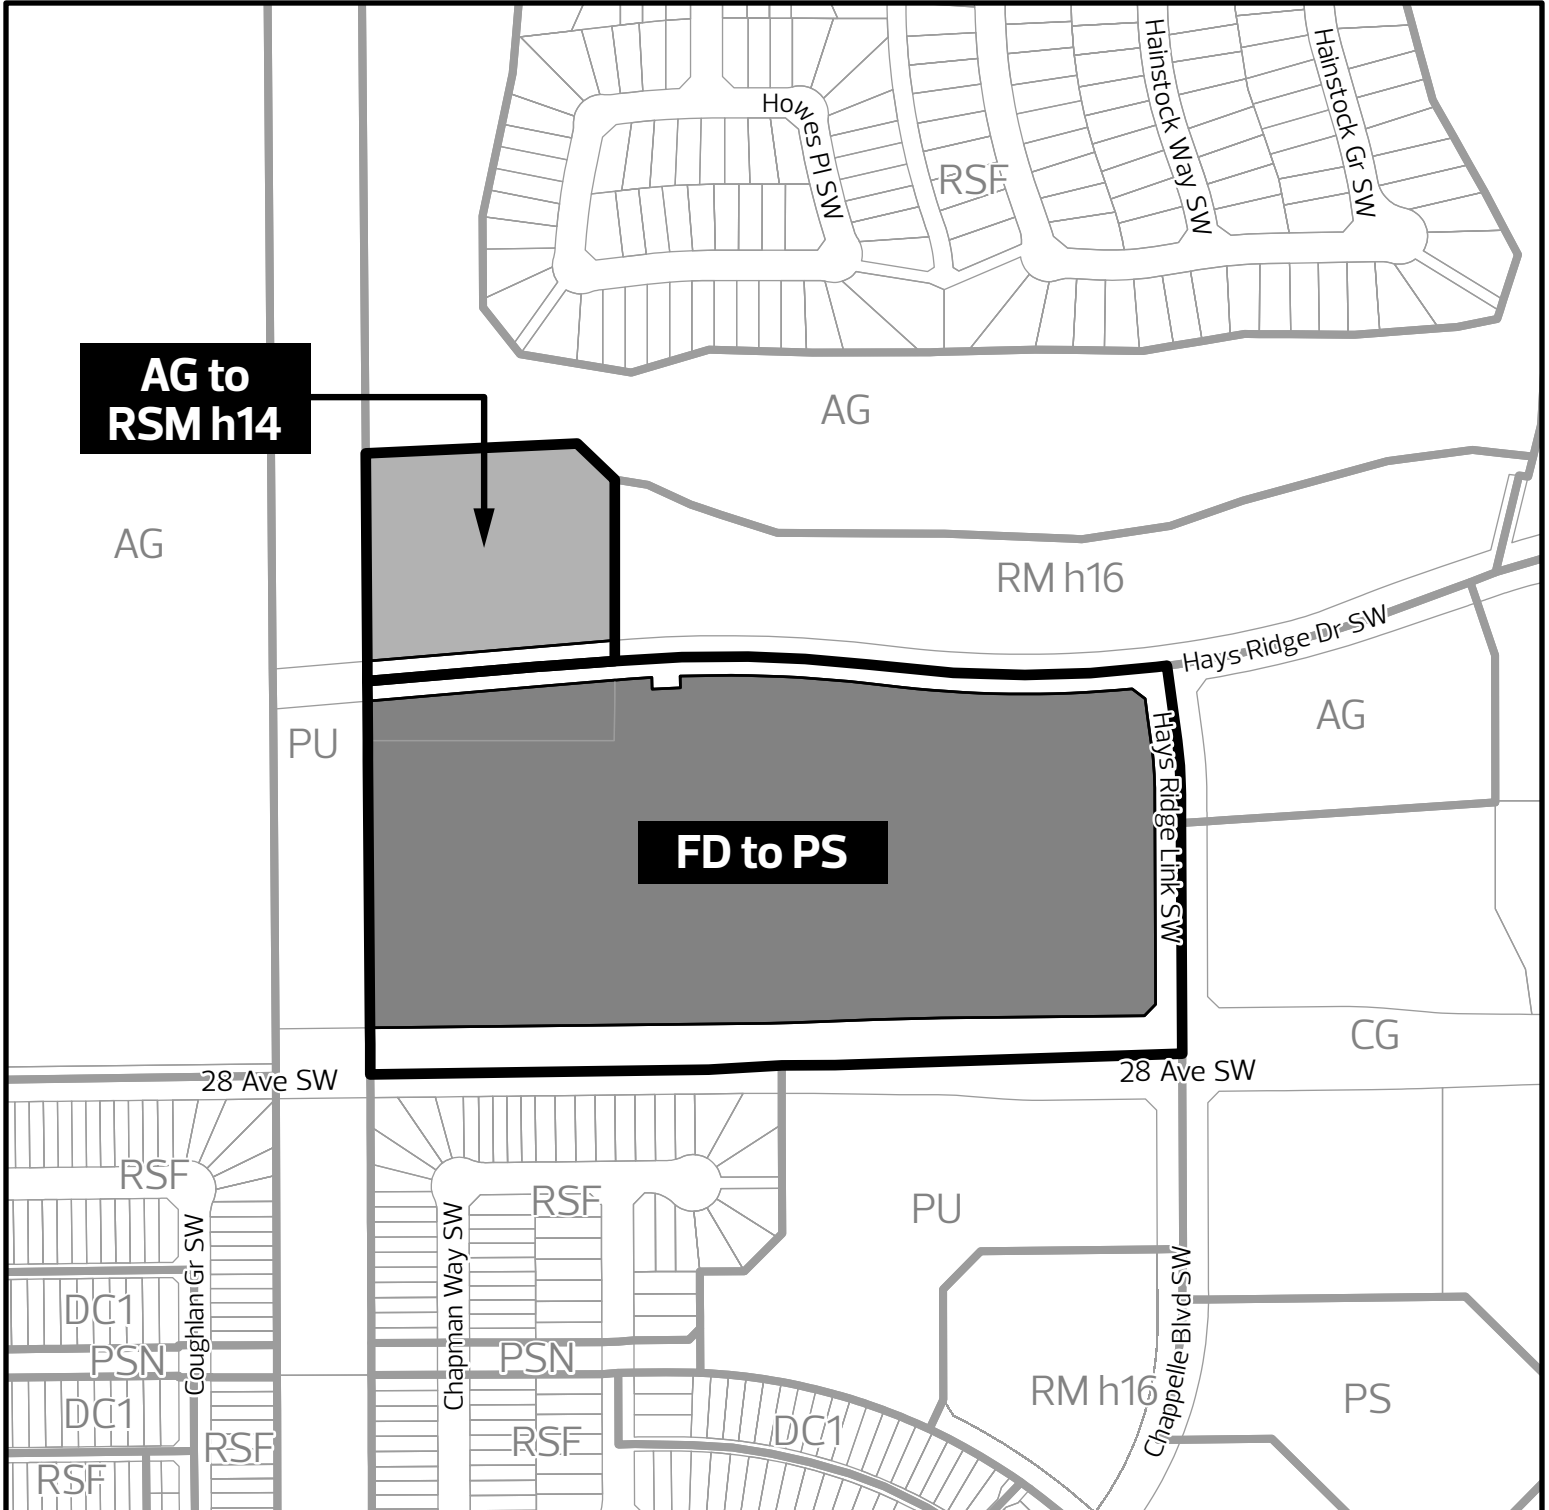 Howes Pl SW
Hainstock Way SW
Hainstock Gr SW
RSF
AG to
RSM h14
AG
AG
RM h16
Hays Ridge Dr SW
AG
PU
Hays Ridge Link SW
FD to PS
CG
28 Ave SW
28 Ave SW
RSF
RSF
PU
Coughlan Gr SW
Chapman Way SW
Chappelle Blvd SW
DC1
PSN
PSN
RM h16
PS
DC1
DC1
RSF
RSF
RSF